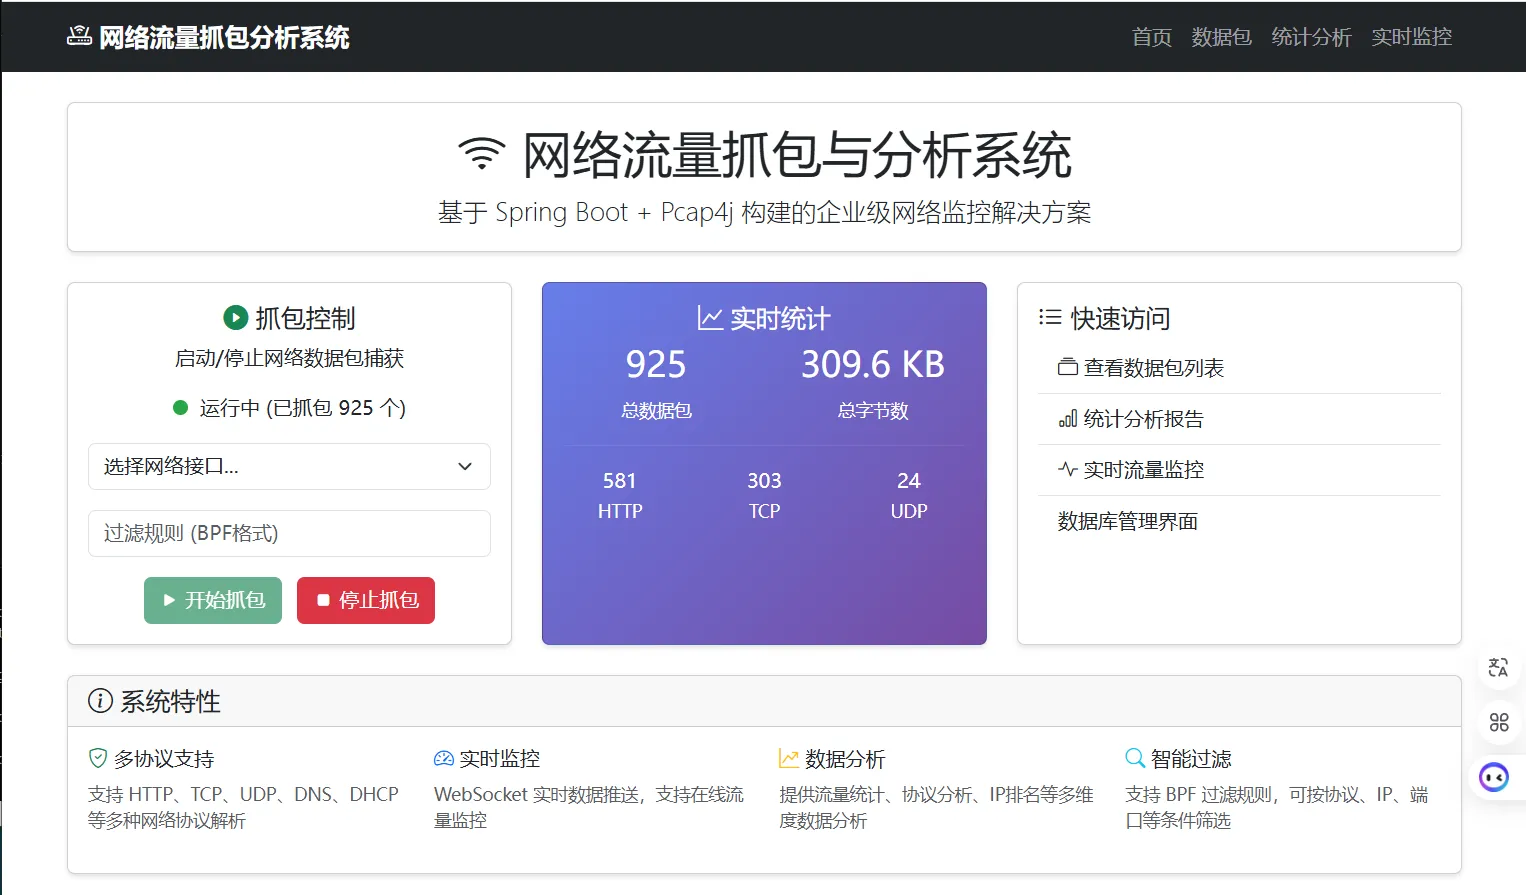 网络流量抓包分析系统
首页 数据包 统计分析 实时监控
网络流量抓包与分析系统
基于 Spring Boot + Pcap4j 构建的企业级网络监控解决方案
抓包控制
启动/停止网络数据包捕获
运行中 (已抓包 925 个)
选择网络接口...
过滤规则 (BPF格式)
开始抓包 停止抓包
实时统计
925 309.6 KB
总数据包 总字节数
581 303 24
HTTP TCP UDP
快速访问
查看数据包列表
统计分析报告
实时流量监控
数据库管理界面
系统特性
多协议支持
支持 HTTP、TCP、UDP、DNS、DHCP
等多种网络协议解析
实时监控
WebSocket 实时数据推送，支持在线流
量监控
数据分析
提供流量统计、协议分析、IP排名等多维
度数据分析
智能过滤
支持 BPF 过滤规则，可按协议、IP、端
口等条件筛选